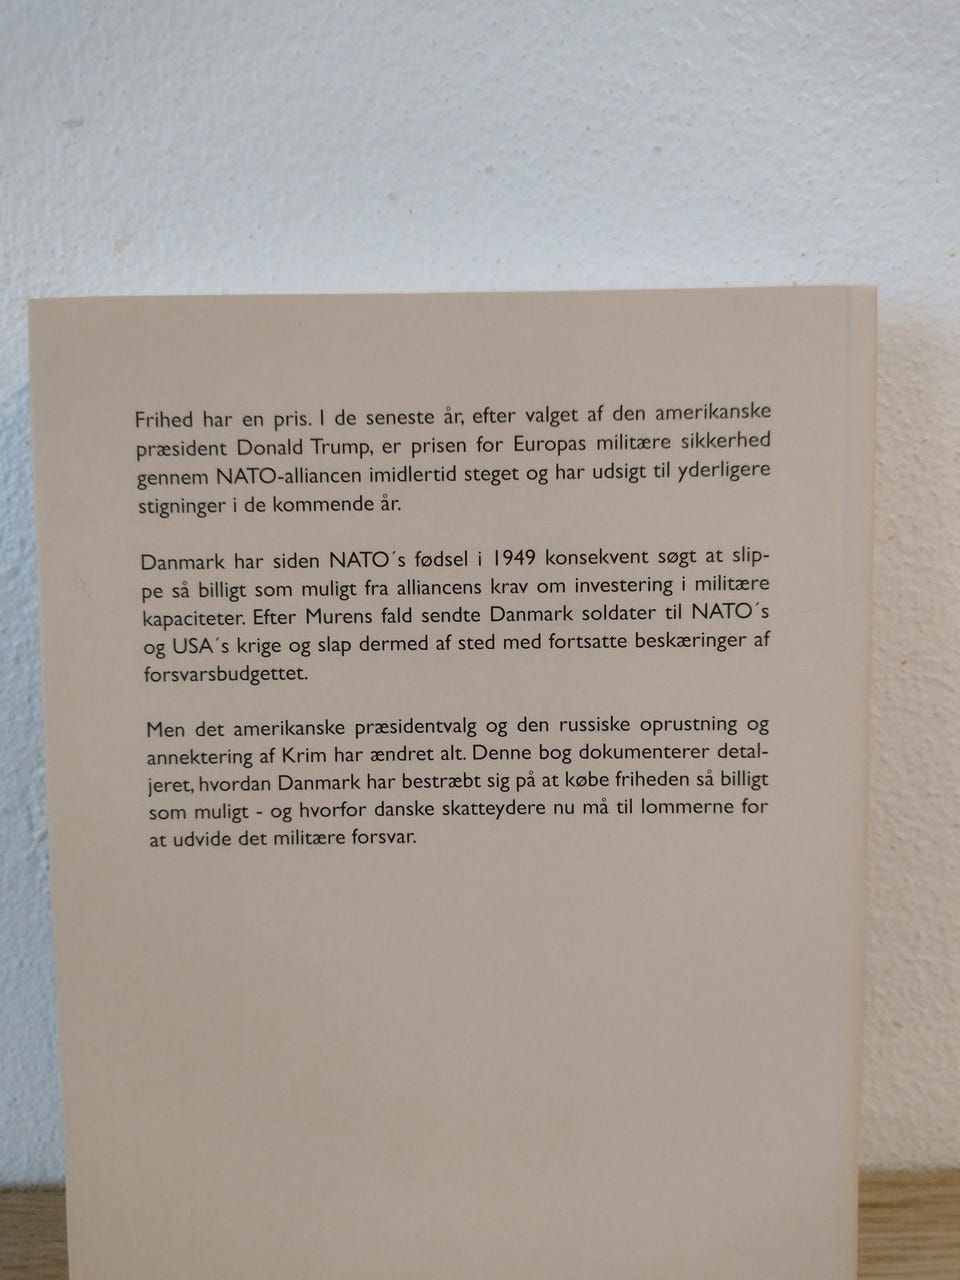 Frihed har en pris. I de seneste år, efter valget af den amerikanske
præsident Donald Trump, er prisen for Europas militære sikkerhed
gennem NATO-alliancen imidlertid steget og har udsigt til yderligere
stigninger i de kommende år.
Danmark har siden NATO´s fødsel i 1949 konsekvent søgt at slip-
pe så billigt som muligt fra alliancens krav om investering i militære
kapaciteter. Efter Murens fald sendte Danmark soldater til NATO´s
og USA´s krige og slap dermed af sted med fortsatte beskæringer af
forsvarsbudgettet.
Men det amerikanske præsidentvalg og den russiske oprustning og
annektering af Krim har ændret alt. Denne bog dokumenterer detal-
jeret, hvordan Danmark har bestræbt sig på at købe friheden så billigt
som muligt - og hvorfor danske skatteydere nu må til lommerne for
at udvide det militære forsvar.